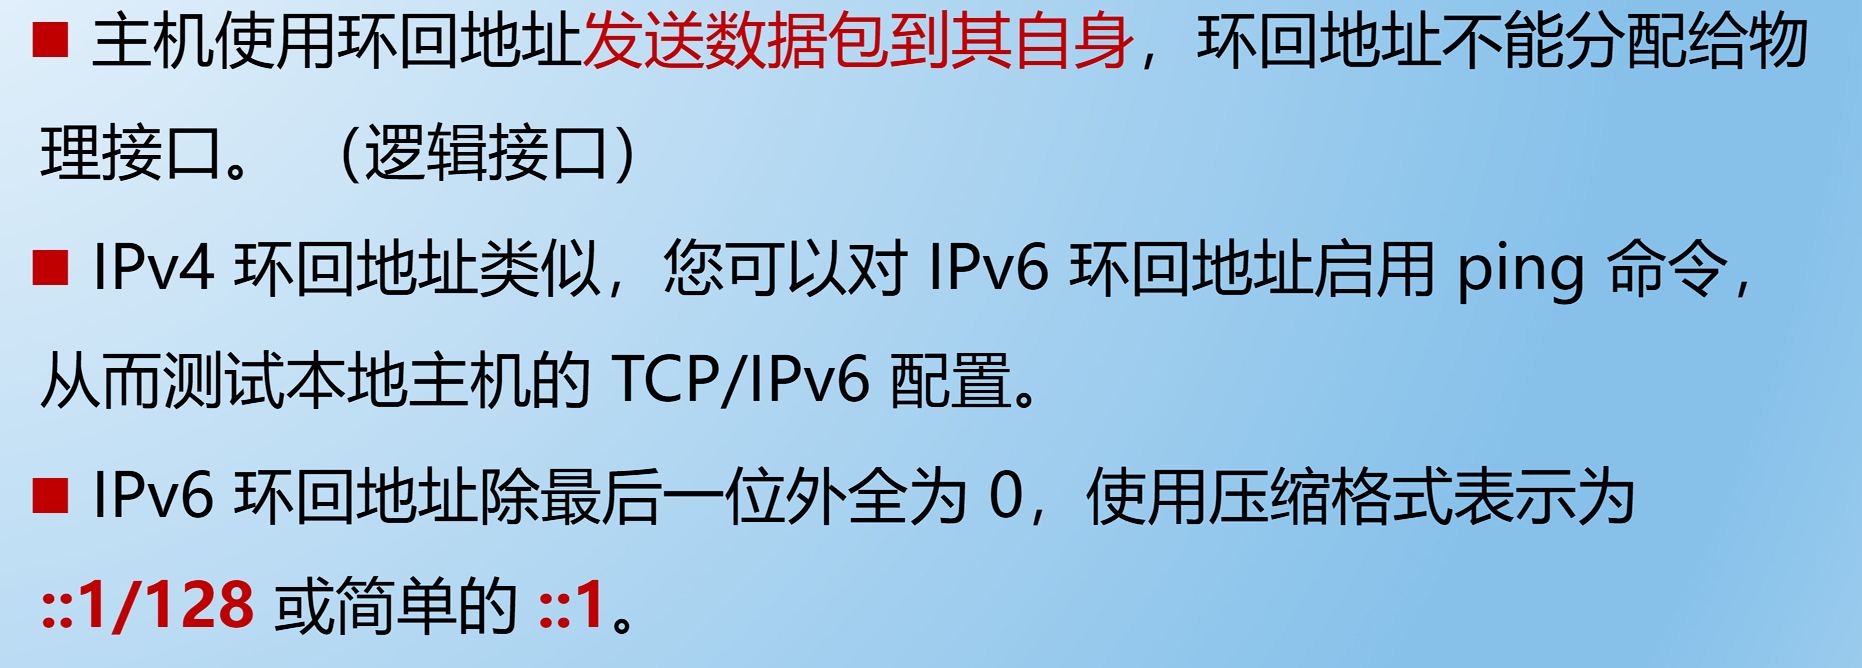 ■ 主机使用环回地址发送数据包到其自身，环回地址不能分配给物
理接口。 （逻辑接口）
■ IPv4 环回地址类似，您可以对 IPv6 环回地址启用 ping 命令，
从而测试本地主机的 TCP/IPv6 配置。
■ IPv6 环回地址除最后一位外全为 0，使用压缩格式表示为
::1/128 或简单的 ::1。